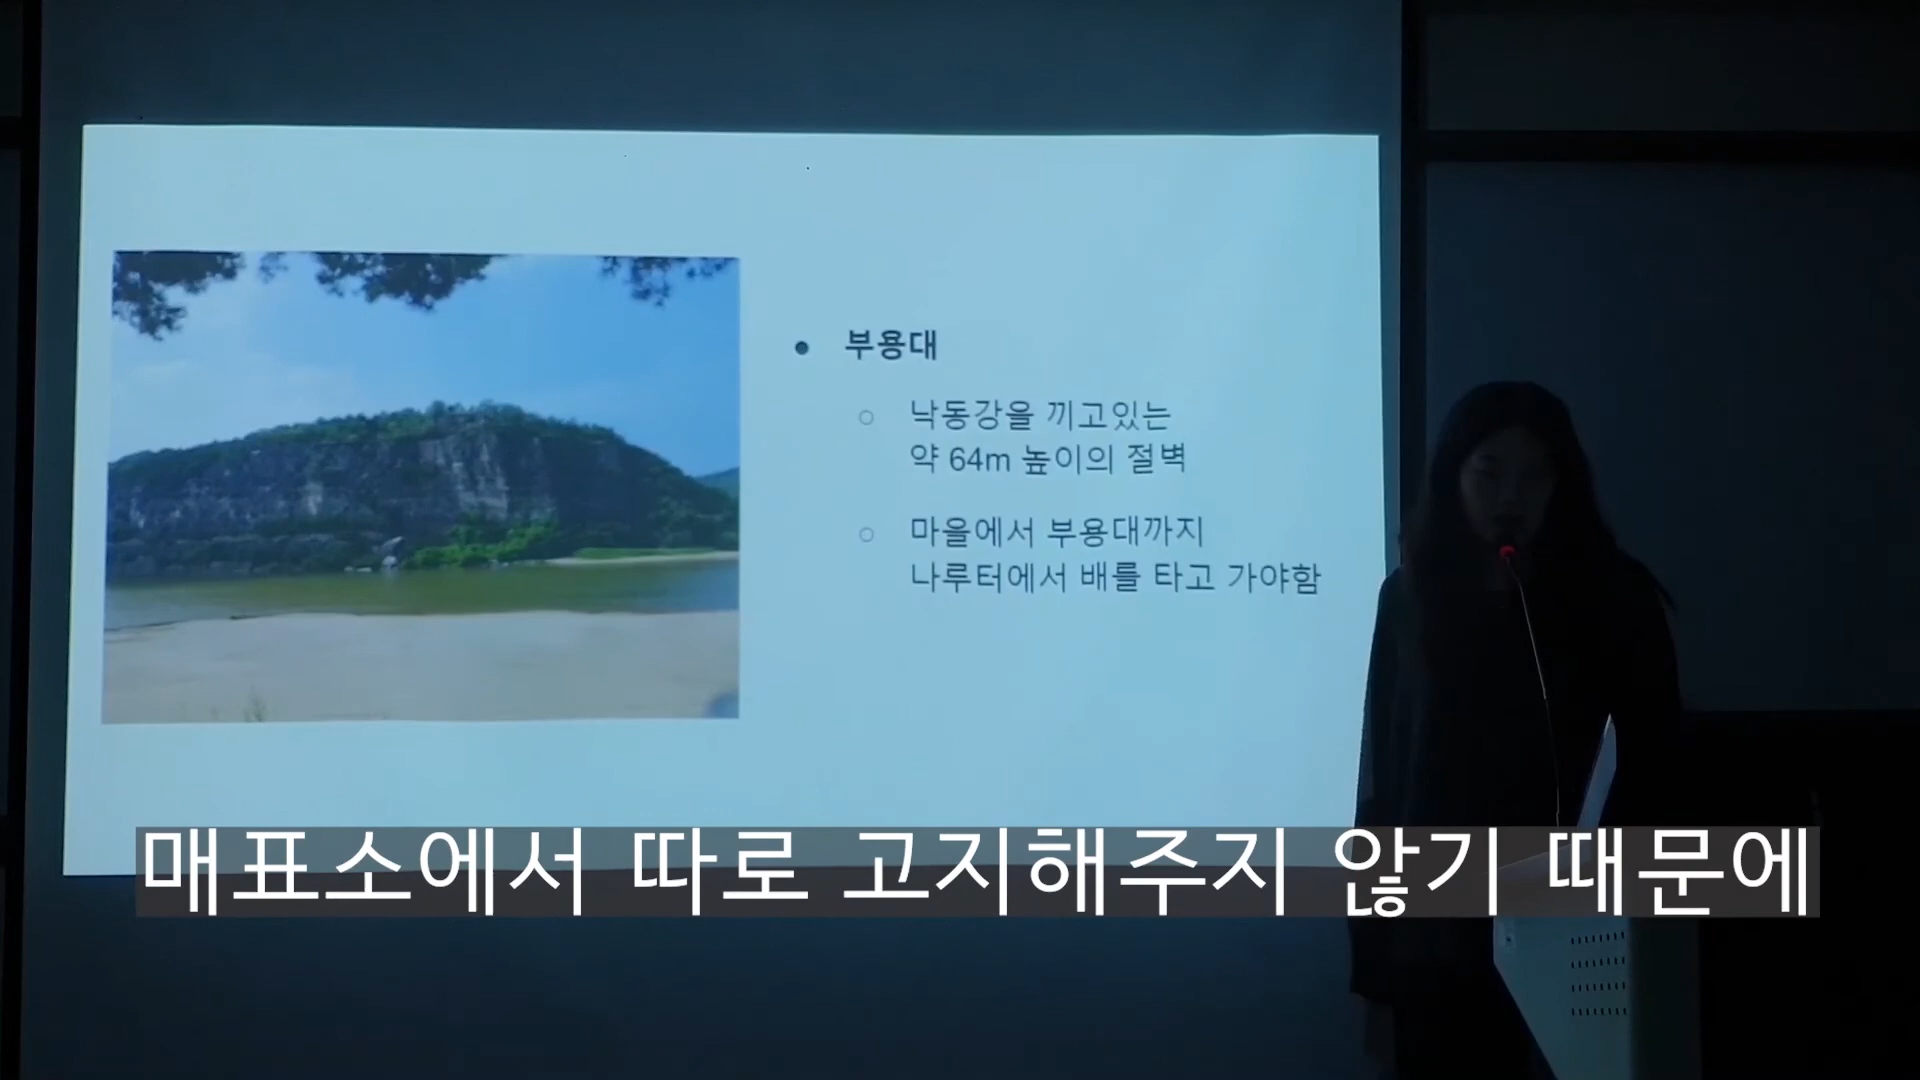 부용대
낙동강을 끼고있는
약 64m 높이의 절벽
마을에서 부용대까지
나루터에서 배를 타고 가야함
매표소에서 따로 고지해주지 않기 때문에